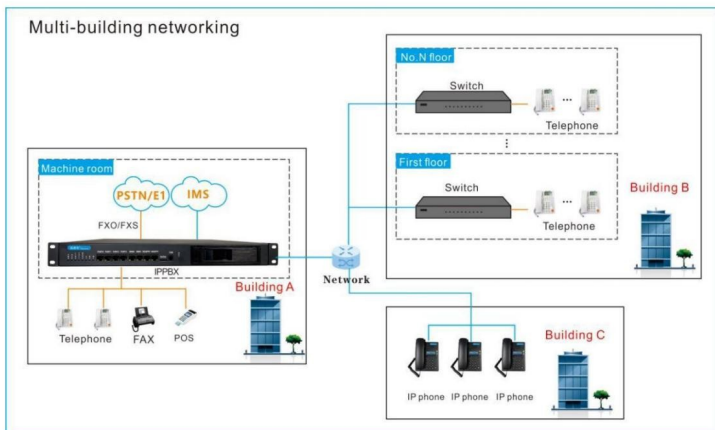 Multi-building networking
Machine room
PSTN/E1
IMS
FXO/FXS
IPPBX
Building A
Telephone
FAX
POS
Network
No.N floor
Switch
...
Telephone
First floor
Switch
...
Telephone
Building B
Building C
IP phone
IP phone
IP phone